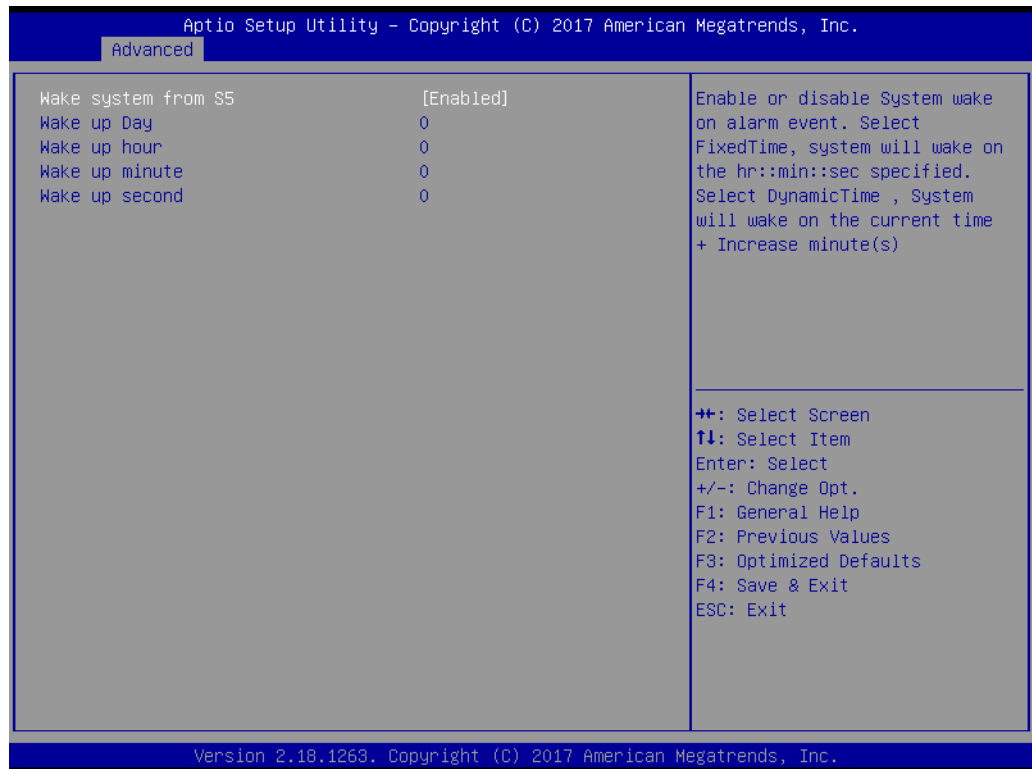 Aptio Setup Utility – Copyright (C) 2017 American Megatrends, Inc.
Advanced
Wake system from S5 [Enabled]
Wake up Day 0
Wake up hour 0
Wake up minute 0
Wake up second 0
Enable or disable System wake
on alarm event. Select
FixedTime, system will wake on
the hr::min::sec specified.
Select DynamicTime , System
will wake on the current time
+ Increase minute(s)
→←: Select Screen
↑↓: Select Item
Enter: Select
+/-: Change Opt.
F1: General Help
F2: Previous Values
F3: Optimized Defaults
F4: Save & Exit
ESC: Exit
Version 2.18.1263. Copyright (C) 2017 American Megatrends, Inc.